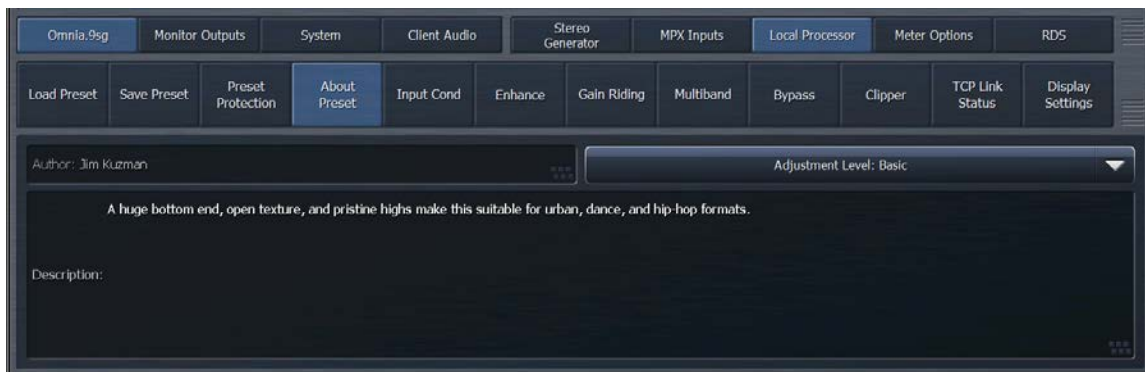 Omnia.9sg Monitor Outputs System Client Audio Stereo Generator MPX Inputs Local Processor Meter Options RDS
Load Preset Save Preset Preset Protection About Preset Input Cond Enhance Gain Riding Multiband Bypass Clipper TCP Link Status Display Settings
Author: Jim Kuzman Adjustment Level: Basic
A huge bottom end, open texture, and pristine highs make this suitable for urban, dance, and hip-hop formats.
Description: